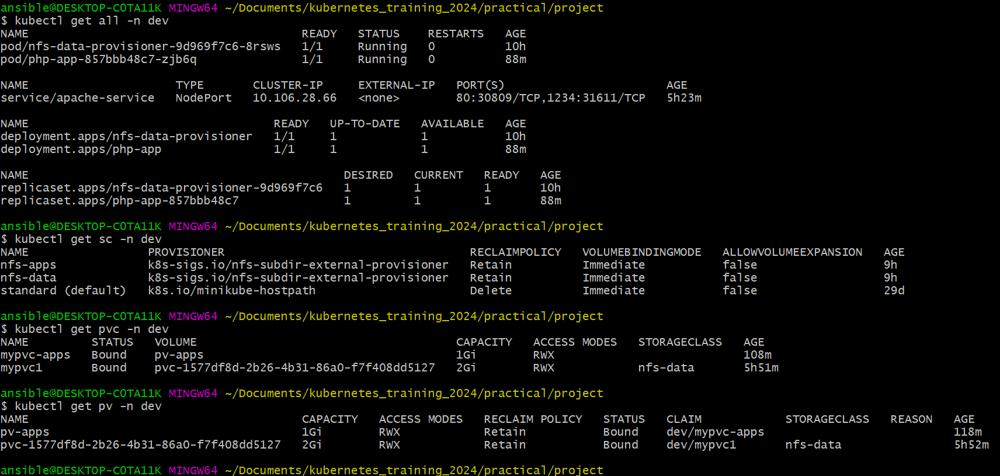 ansible@DESKTOP-C0TA11K MINGW64 ~/Documents/kubernetes_training_2024/practical/project
$ kubectl get all -n dev
NAME                                       READY   STATUS    RESTARTS   AGE
pod/nfs-data-provisioner-9d969f7c6-8rsws   1/1     Running   0          10h
pod/php-app-857bbb48c7-zjb6q               1/1     Running   0          88m

NAME                     TYPE       CLUSTER-IP     EXTERNAL-IP   PORT(S)                       AGE
service/apache-service   NodePort   10.106.28.66   <none>        80:30809/TCP,1234:31611/TCP   5h23m

NAME                                   READY   UP-TO-DATE   AVAILABLE   AGE
deployment.apps/nfs-data-provisioner   1/1     1            1           10h
deployment.apps/php-app                1/1     1            1           88m

NAME                                             DESIRED   CURRENT   READY   AGE
replicaset.apps/nfs-data-provisioner-9d969f7c6   1         1         1       10h
replicaset.apps/php-app-857bbb48c7               1         1         1       88m

ansible@DESKTOP-C0TA11K MINGW64 ~/Documents/kubernetes_training_2024/practical/project
$ kubectl get sc -n dev
NAME                 PROVISIONER                                   RECLAIMPOLICY   VOLUMEBINDINGMODE   ALLOWVOLUMEEXPANSION   AGE
nfs-apps             k8s-sigs.io/nfs-subdir-external-provisioner   Retain          Immediate           false                  9h
nfs-data             k8s-sigs.io/nfs-subdir-external-provisioner   Retain          Immediate           false                  9h
standard (default)   k8s.io/minikube-hostpath                      Delete          Immediate           false                  29d

ansible@DESKTOP-C0TA11K MINGW64 ~/Documents/kubernetes_training_2024/practical/project
$ kubectl get pvc -n dev
NAME         STATUS   VOLUME                                     CAPACITY   ACCESS MODES   STORAGECLASS   AGE
mypvc-apps   Bound    pv-apps                                    1Gi        RWX                           108m
mypvc1       Bound    pvc-1577df8d-2b26-4b31-86a0-f7f408dd5127   2Gi        RWX            nfs-data       5h51m

ansible@DESKTOP-C0TA11K MINGW64 ~/Documents/kubernetes_training_2024/practical/project
$ kubectl get pv -n dev
NAME                                       CAPACITY   ACCESS MODES   RECLAIM POLICY   STATUS   CLAIM            STORAGECLASS   REASON   AGE
pv-apps                                    1Gi        RWX            Retain           Bound    dev/mypvc-apps                           118m
pvc-1577df8d-2b26-4b31-86a0-f7f408dd5127   2Gi        RWX            Retain           Bound    dev/mypvc1       nfs-data                5h52m

ansible@DESKTOP-C0TA11K MINGW64 ~/Documents/kubernetes_training_2024/practical/project